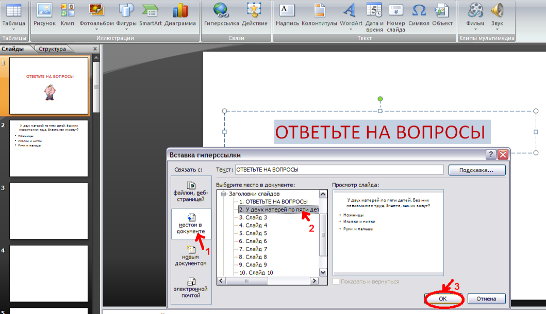 Таблица
Рисунок
Клип
Фотоальбом
Фигуры
SmartArt
Диаграмма
Гиперссылка
Действие
Надпись
Колонтитулы
WordArt
Дата и время
Номер слайда
Символ
Объект
Фильм
Звук
Таблицы
Иллюстрации
Связи
Текст
Клипы мультимедиа
Слайды
Структура
1
ОТВЕТЬТЕ НА ВОПРОСЫ
2
3
4
5
ОТВЕТЬТЕ НА ВОПРОСЫ
Вставка гиперссылки
Связать с:
Текст:
ОТВЕТЬТЕ НА ВОПРОСЫ
Подсказка...
файлом, веб-
страницей
местом в
документе
1
новым
документом
электронной
почтой
Выберите место в документе:
Заголовки слайдов
1. ОТВЕТЬТЕ НА ВОПРОСЫ
2. У двух матерей по пяти дет
3. Слайд 3
4. Слайд 4
5. Слайд 5
6. Слайд 6
7. Слайд 7
8. Слайд 8
9. Слайд 9
10. Слайд 10
2
Просмотр слайда:
Показать и вернуться
3
ОК
Отмена